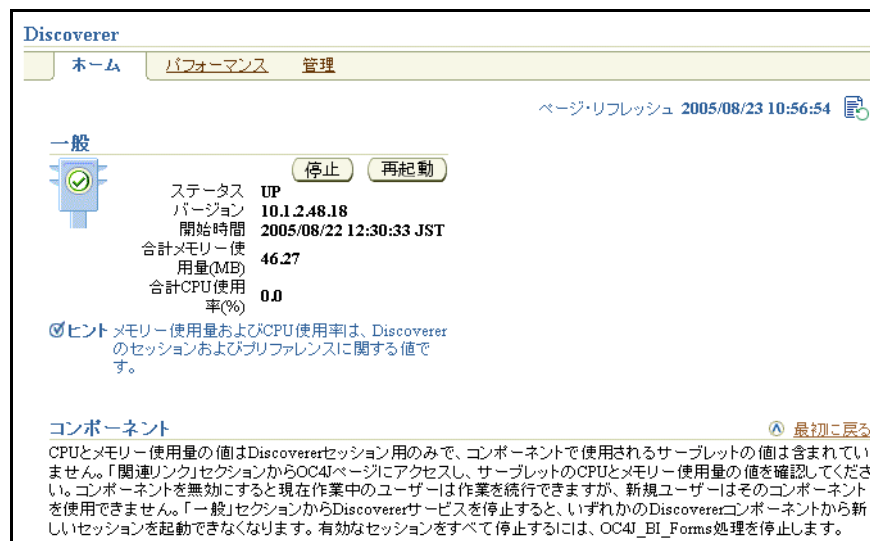 Discoverer
ホーム パフォーマンス 管理
ページ・リフレッシュ 2005/08/23 10:56:54
一般
停止 再起動
ステータス UP
バージョン 10.1.2.48.18
開始時間 2005/08/22 12:30:33 JST
合計メモリー使
用量(MB) 46.27
合計CPU使用
率(%) 0.0
ヒント メモリー使用量およびCPU使用率は、Discoverer
のセッションおよびプリファレンスに関する値で
す。
コンポーネント 最初に戻る
CPUとメモリー使用量の値はDiscovererセッション用のみで、コンポーネントで使用されるサーブレットの値は含まれてい
ません。「関連リンク」セクションからOC4Jページにアクセスし、サーブレットのCPUとメモリー使用量の値を確認してくださ
い。コンポーネントを無効にすると現在作業中のユーザーは作業を続行できますが、新規ユーザーはそのコンポーネント
を使用できません。「一般」セクションからDiscovererサービスを停止すると、いずれかのDiscovererコンポーネントから新
しいセッションを起動できなくなります。有効なセッションをすべて停止するには、OC4J_BI_Forms処理を停止します。